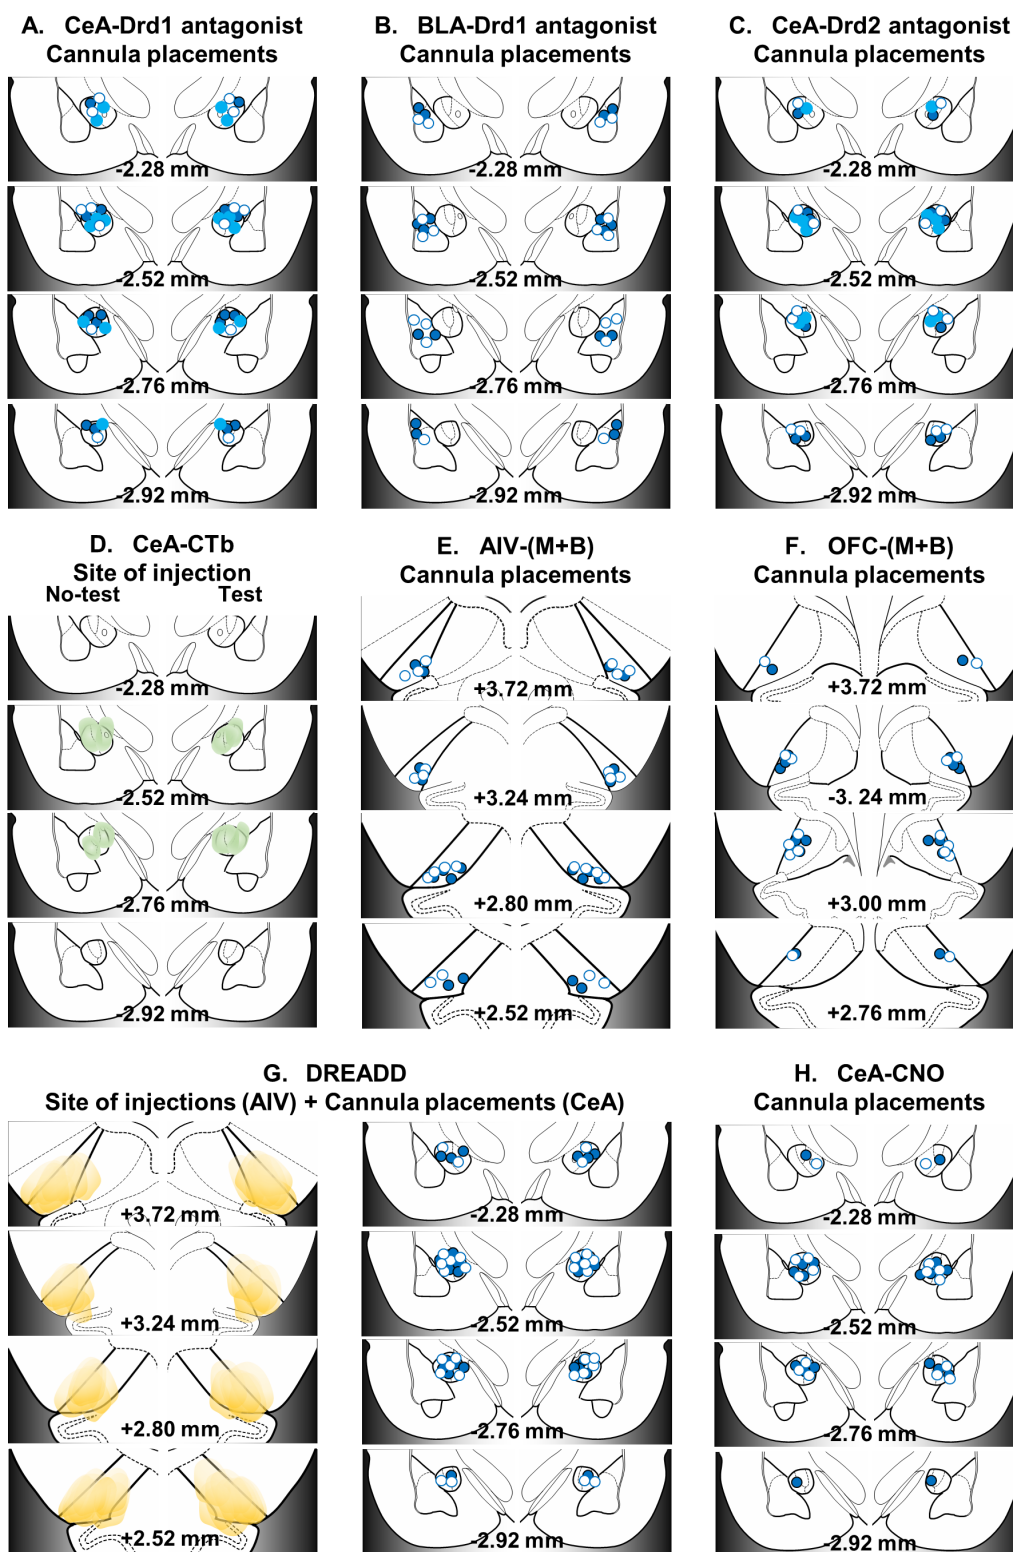 A. CeA-Drd1 antagonist
Cannula placements
-2.28 mm
-2.52 mm
-2.76 mm
-2.92 mm
B. BLA-Drd1 antagonist
Cannula placements
-2.28 mm
-2.52 mm
-2.76 mm
-2.92 mm
C. CeA-Drd2 antagonist
Cannula placements
-2.28 mm
-2.52 mm
-2.76 mm
-2.92 mm
D. CeA-CTb
Site of injection
No-test Test
-2.28 mm
-2.52 mm
-2.76 mm
-2.92 mm
E. AIV-(M+B)
Cannula placements
+3.72 mm
+3.24 mm
+2.80 mm
+2.52 mm
F. OFC-(M+B)
Cannula placements
+3.72 mm
-3. 24 mm
+3.00 mm
+2.76 mm
G. DREADD
Site of injections (AIV) + Cannula placements (CeA)
+3.72 mm
+3.24 mm
+2.80 mm
+2.52 mm
-2.28 mm
-2.52 mm
-2.76 mm
-2.92 mm
H. CeA-CNO
Cannula placements
-2.28 mm
-2.52 mm
-2.76 mm
-2.92 mm